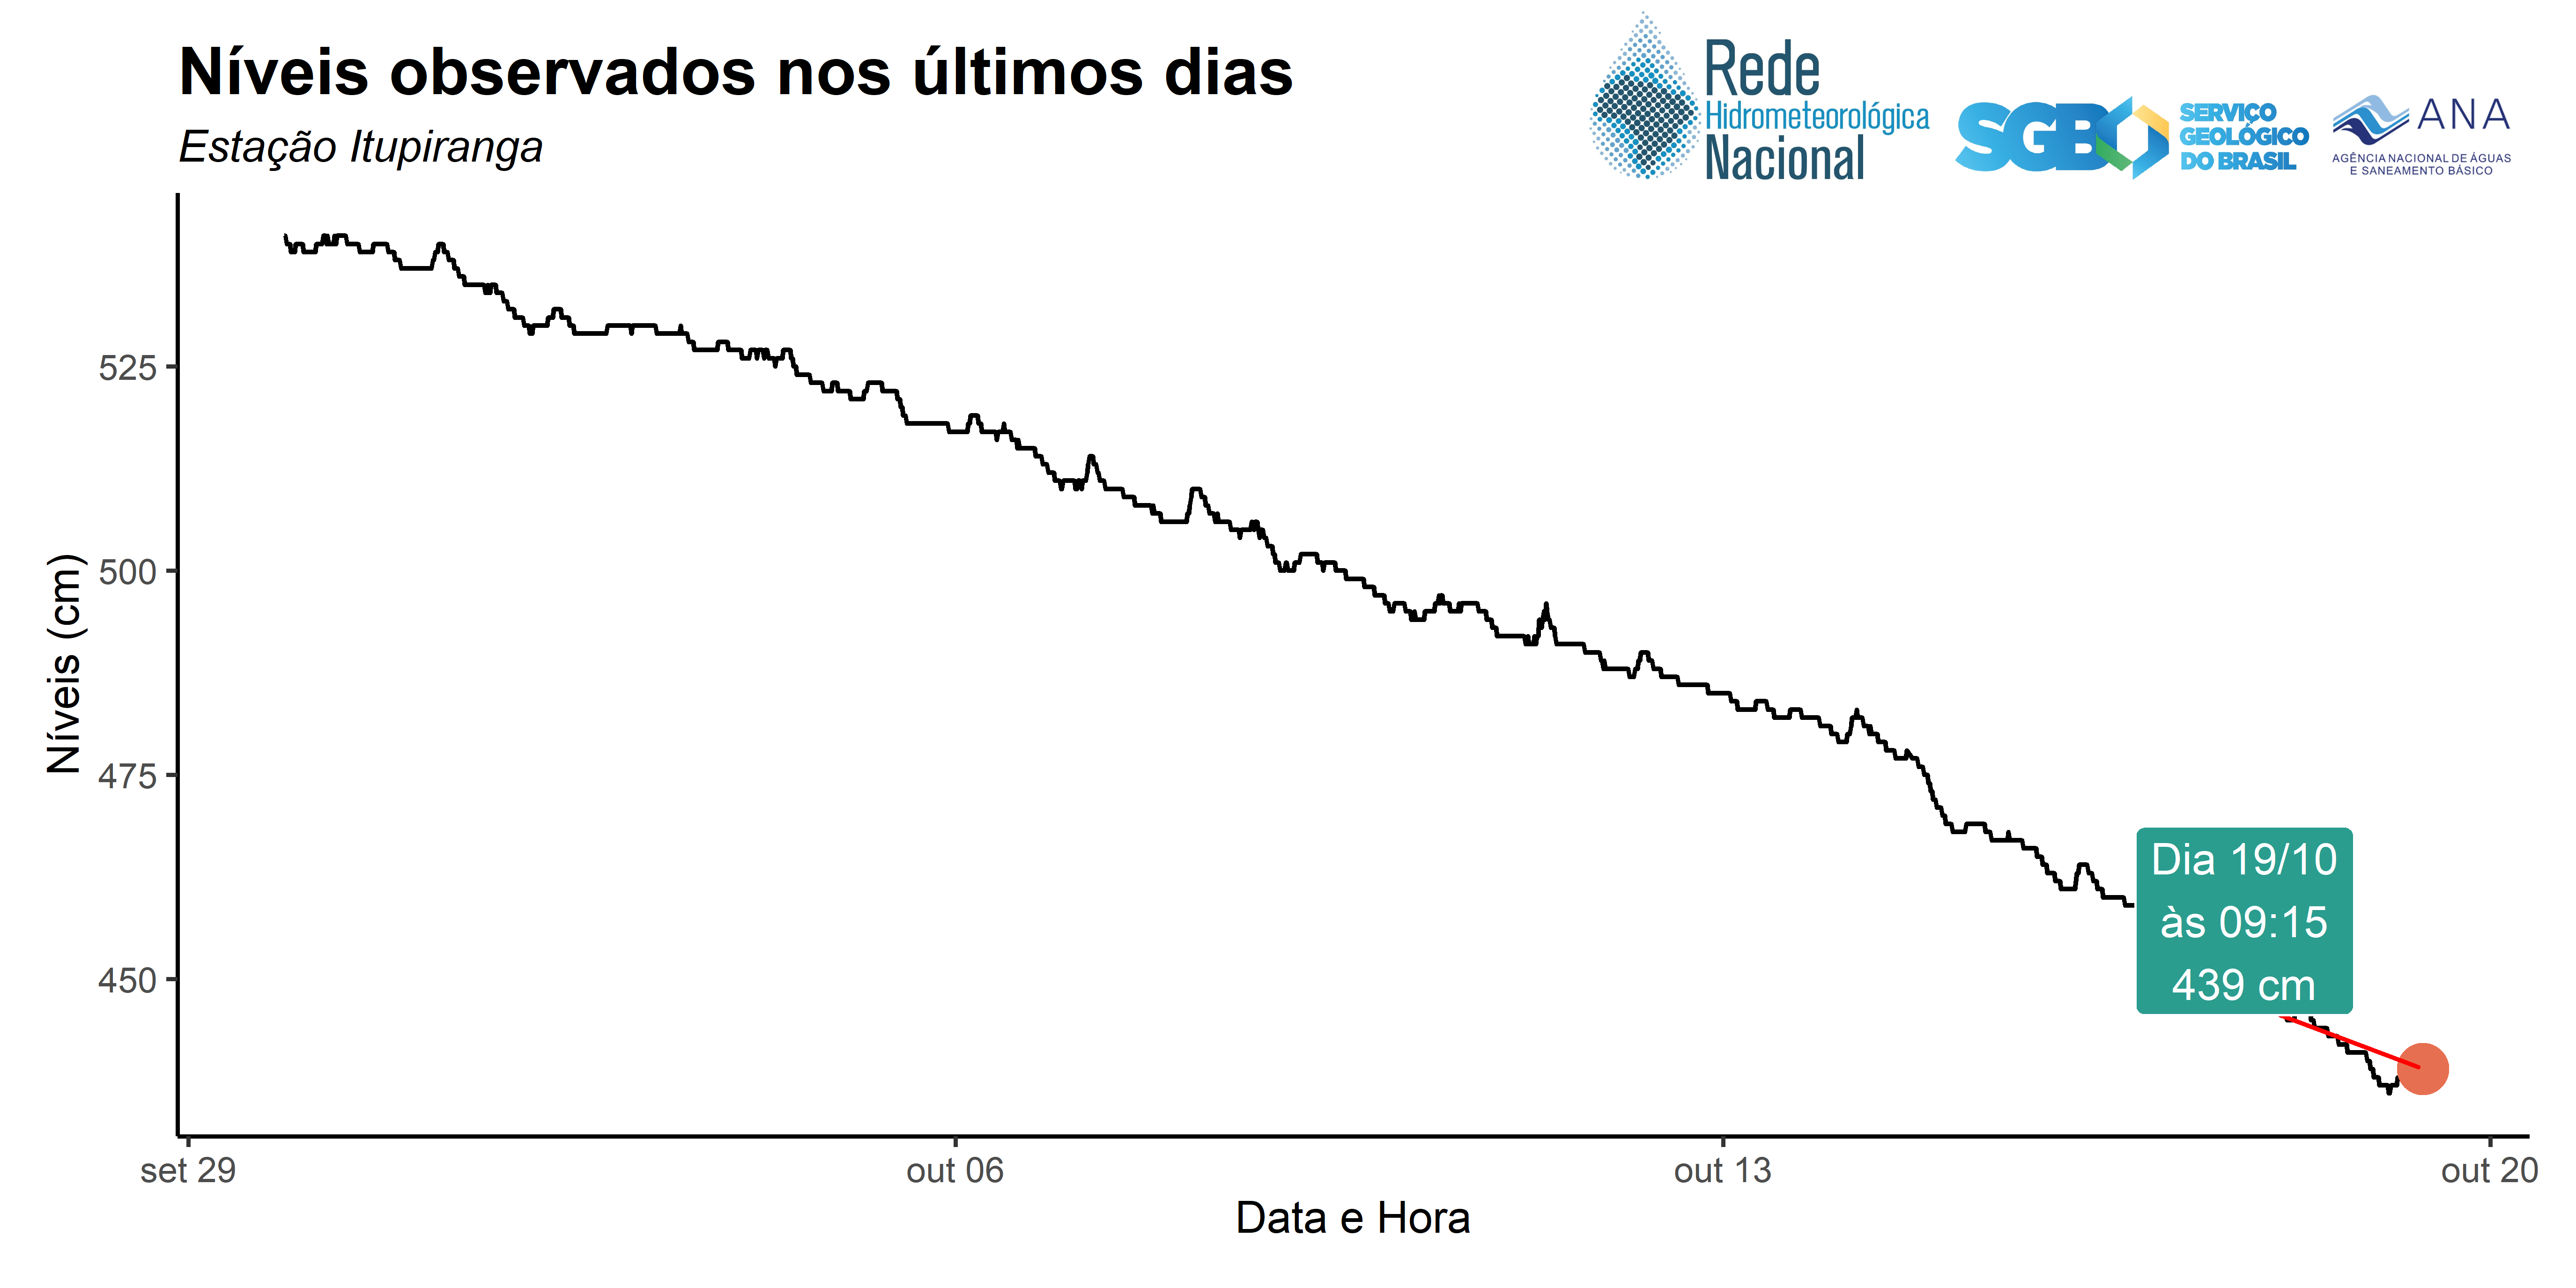 Níveis observados nos últimos dias
Estação Itupiranga
Rede
Hidrometeorológica
Nacional
SGB
SERVIÇO
GEOLÓGICO
DO BRASIL
ANA
AGÊNCIA NACIONAL DE ÁGUAS
E SANEAMENTO BÁSICO
Níveis (cm)
525
500
475
450
Dia 19/10
às 09:15
439 cm
set 29
out 06
out 13
out 20
Data e Hora